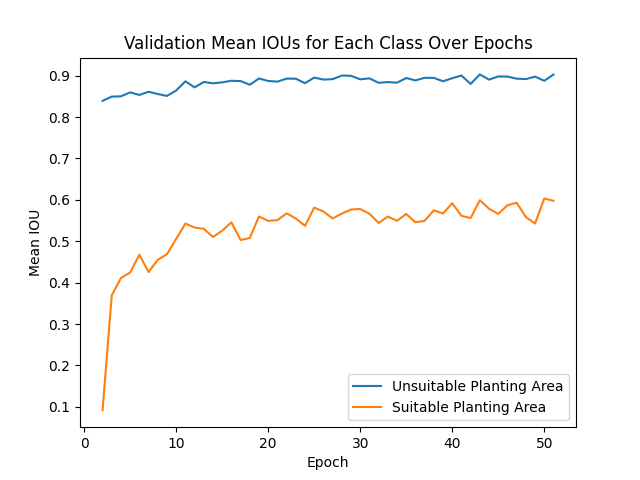 Validation Mean IOUs for Each Class Over Epochs
Mean IOU
0.9
0.8
0.7
0.6
0.5
0.4
0.3
0.2
0.1
Unsuitable Planting Area
Suitable Planting Area
0 10 20 30 40 50
Epoch